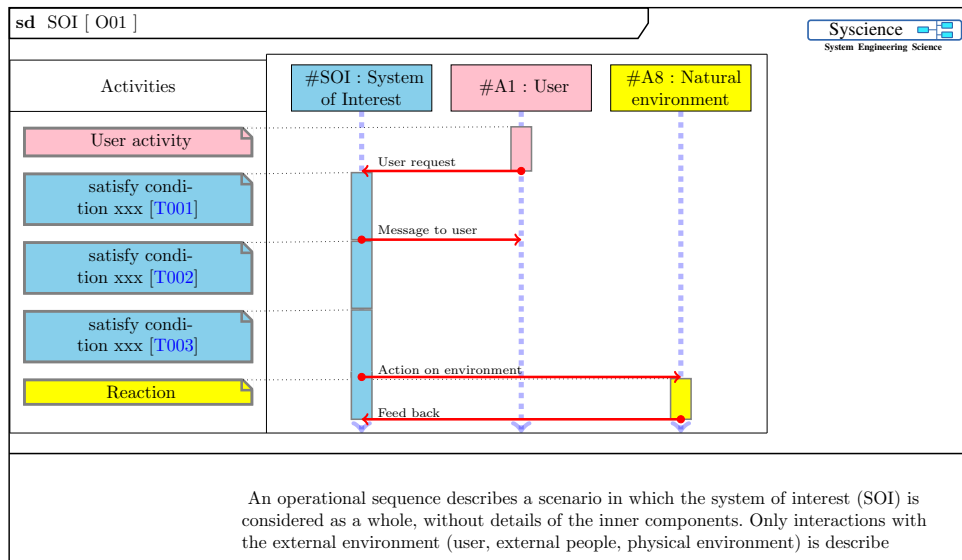 sd SOI [ O01 ]
Syscience
System Engineering Science
Activities
#SOI : System
of Interest
#A1 : User
#A8 : Natural
environment
User activity
User request
satisfy condi-
tion xxx [T001]
Message to user
satisfy condi-
tion xxx [T002]
satisfy condi-
tion xxx [T003]
Action on environment
Reaction
Feed back
An operational sequence describes a scenario in which the system of interest (SOI) is
considered as a whole, without details of the inner components. Only interactions with
the external environment (user, external people, physical environment) is describe